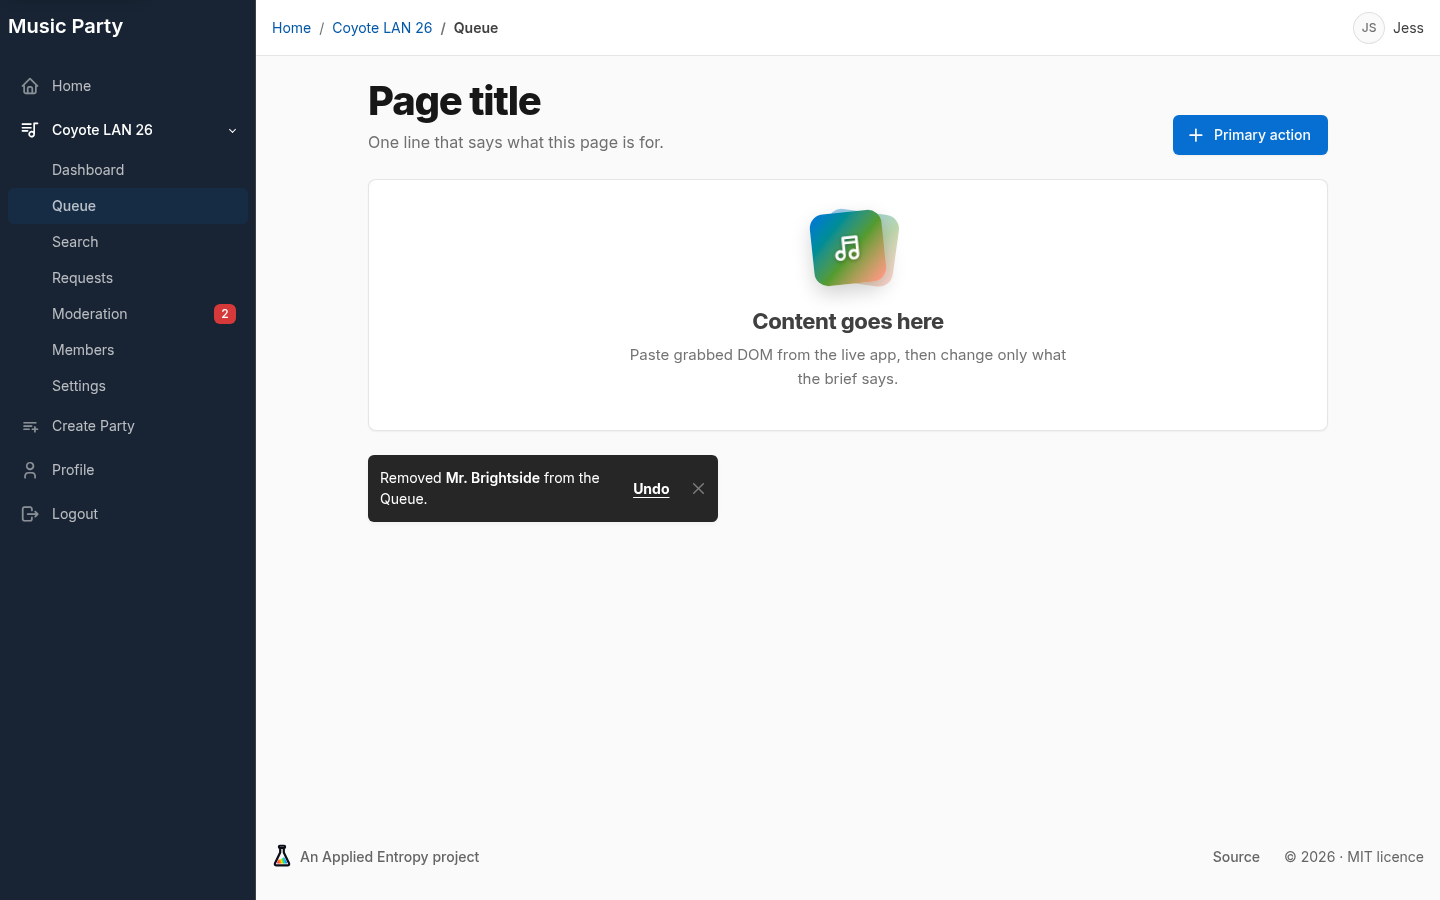 Music Party
Home
Coyote LAN 26
Dashboard
Queue
Search
Requests
Moderation 2
Members
Settings
Create Party
Profile
Logout
Home / Coyote LAN 26 / Queue
JS Jess
Page title
One line that says what this page is for.
Primary action
Content goes here
Paste grabbed DOM from the live app, then change only what
the brief says.
Removed Mr. Brightside from the
Queue.
Undo
An Applied Entropy project
Source © 2026 · MIT licence